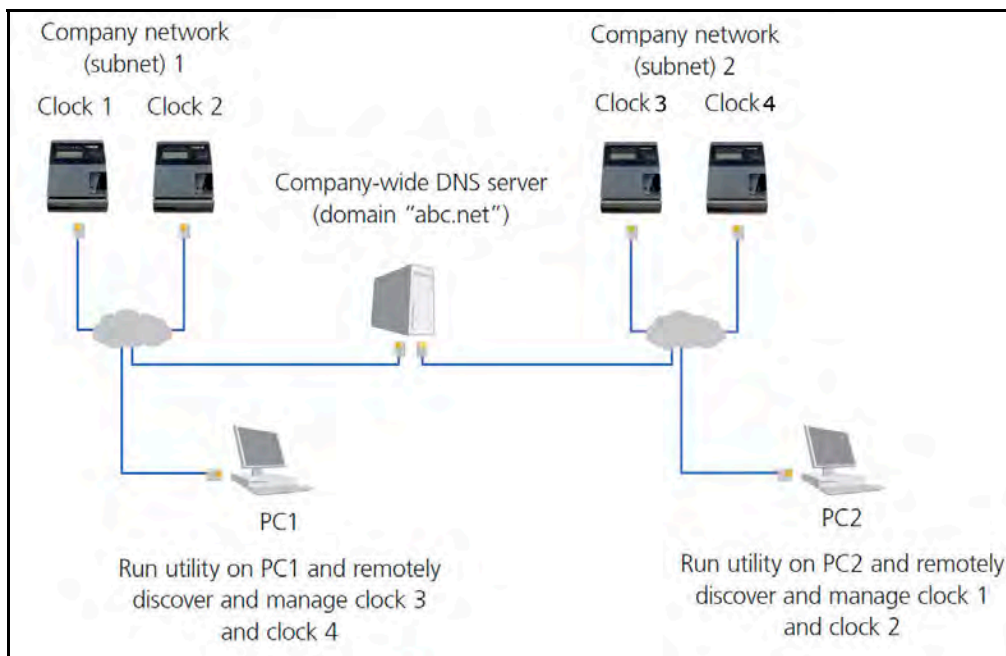 Company network
(subnet) 1
Clock 1 Clock 2
Company network
(subnet) 2
Clock 3 Clock 4
Company-wide DNS server
(domain “abc.net”)
PC1
Run utility on PC1 and remotely
discover and manage clock 3
and clock 4
PC2
Run utility on PC2 and remotely
discover and manage clock 1
and clock 2